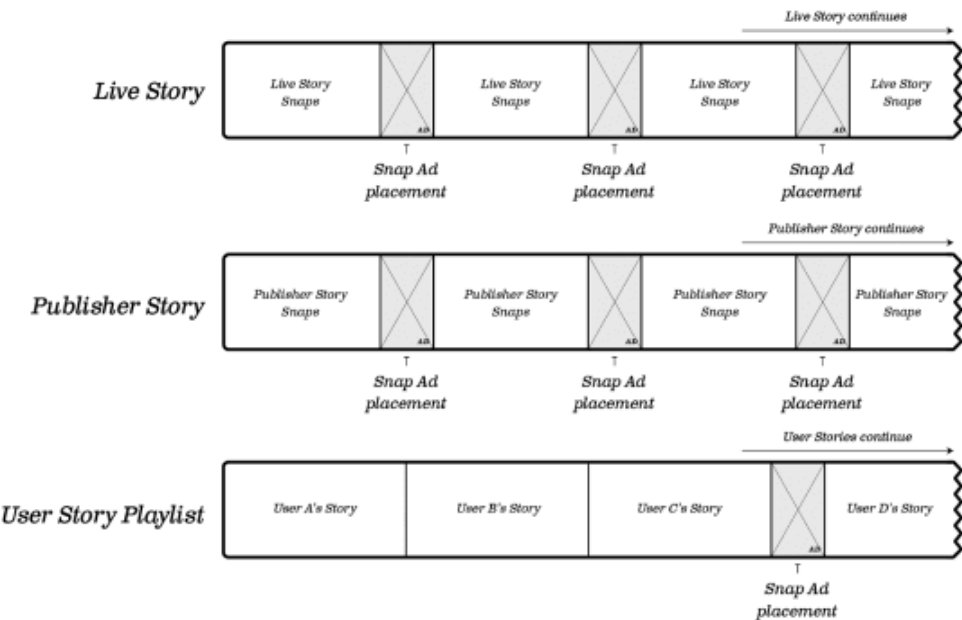 Live Story continues
Live Story
Live Story
Snaps
AD
Live Story
Snaps
AD
Live Story
Snaps
AD
Live Story
Snaps
Snap Ad
placement
Snap Ad
placement
Snap Ad
placement
Publisher Story continues
Publisher Story
Publisher Story
Snaps
AD
Publisher Story
Snaps
AD
Publisher Story
Snaps
AD
Publisher Story
Snaps
Snap Ad
placement
Snap Ad
placement
Snap Ad
placement
User Stories continue
User Story Playlist
User A's Story
User B's Story
User C's Story
AD
User D's Story
Snap Ad
placement